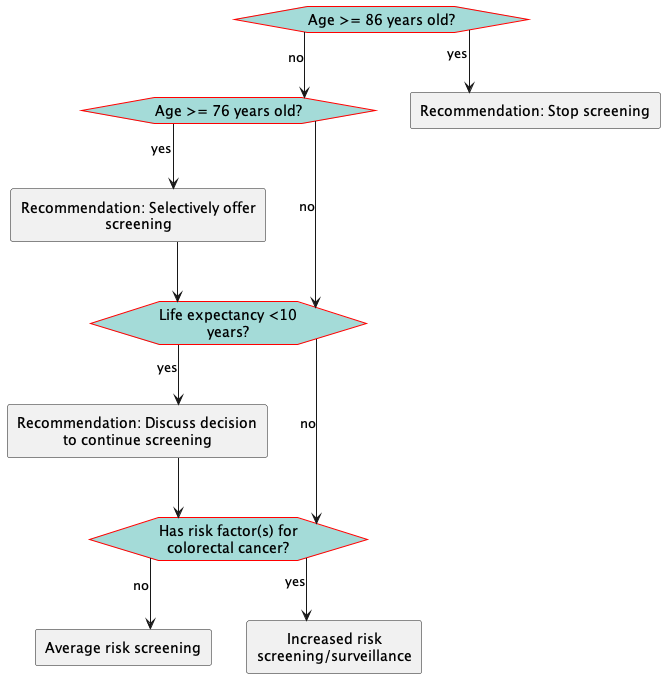 Age >= 86 years old?
no
yes
Age >= 76 years old?
Recommendation: Stop screening
yes
no
Recommendation: Selectively offer
screening
Life expectancy <10
years?
yes
no
Recommendation: Discuss decision
to continue screening
Has risk factor(s) for
colorectal cancer?
no
yes
Average risk screening
Increased risk
screening/surveillance